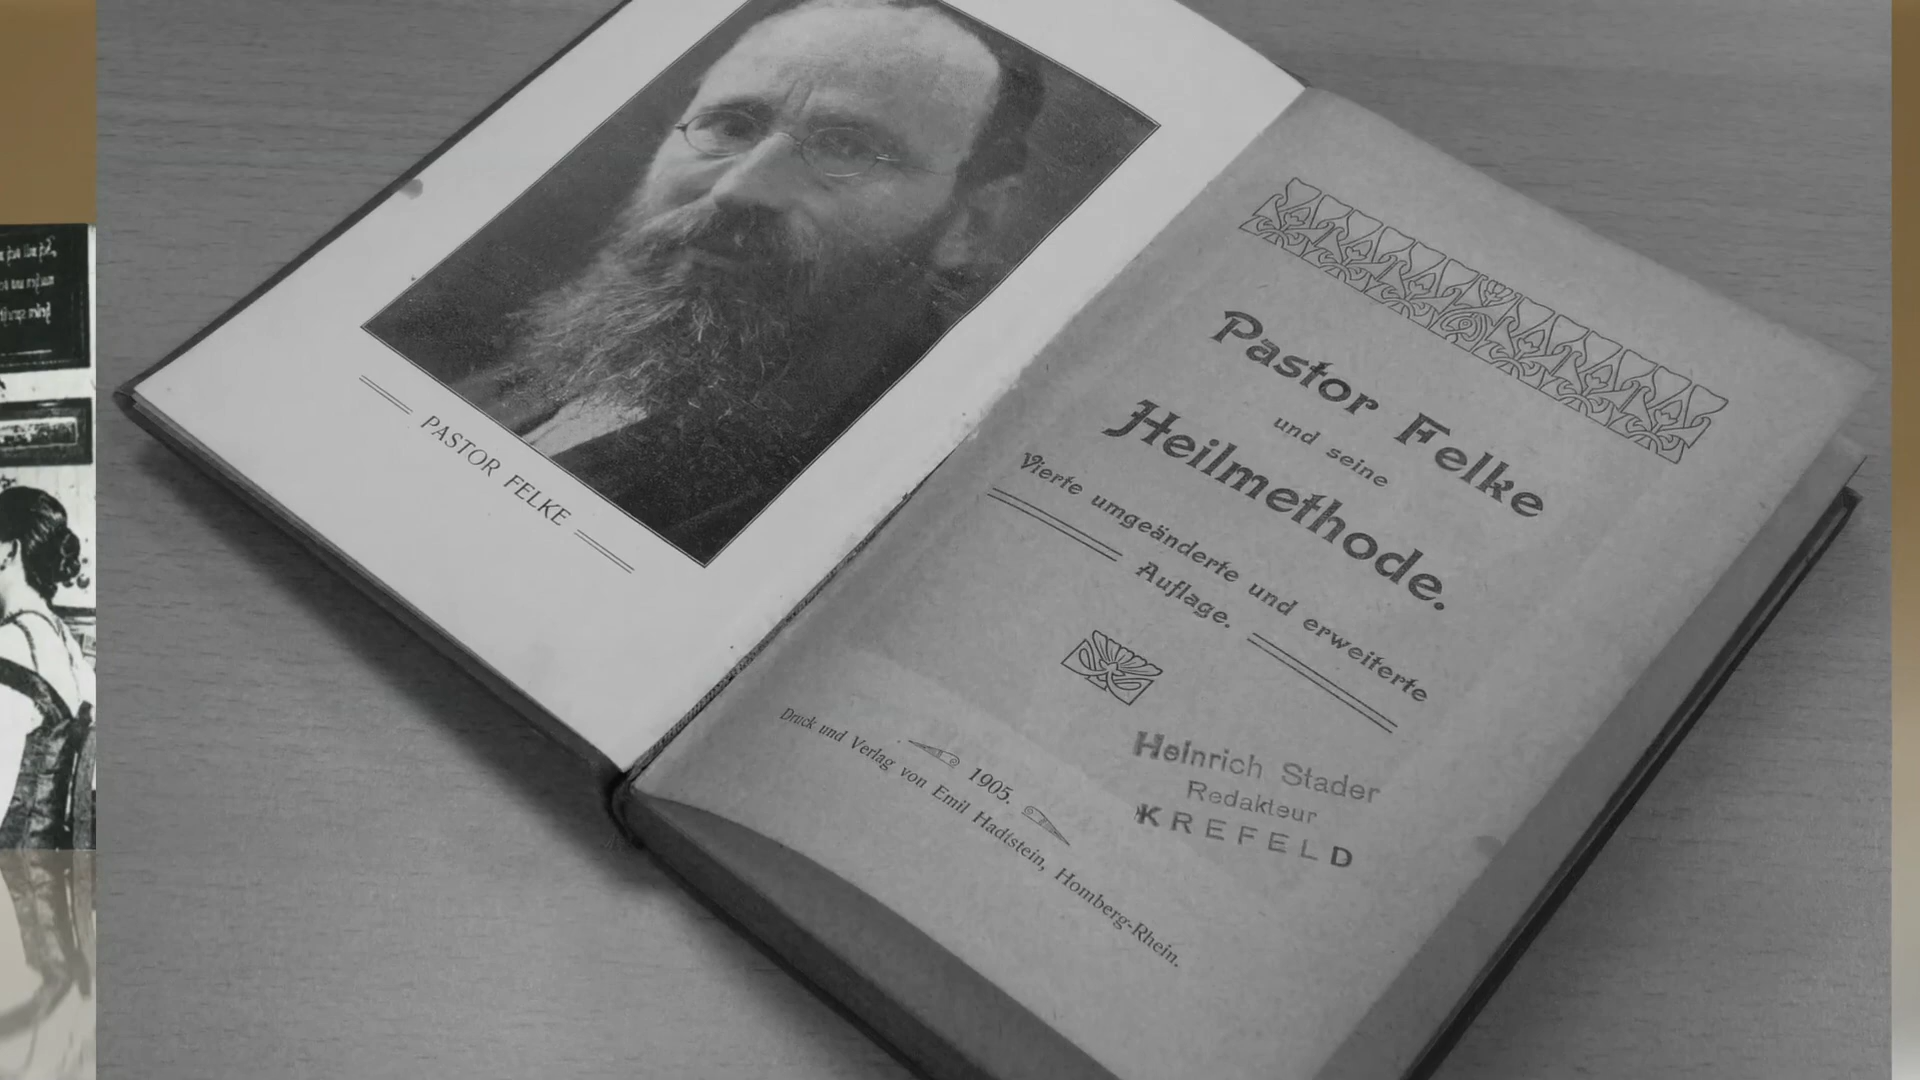 PASTOR FELKE
Pastor Felke
und seine
Heilmethode.
Vierte umgeänderte und erweiterte
Auflage.
Heinrich Stader
Redakteur
KREFELD
1905.
Druck und Verlag von Emil Hadtstein, Homberg-Rhein.